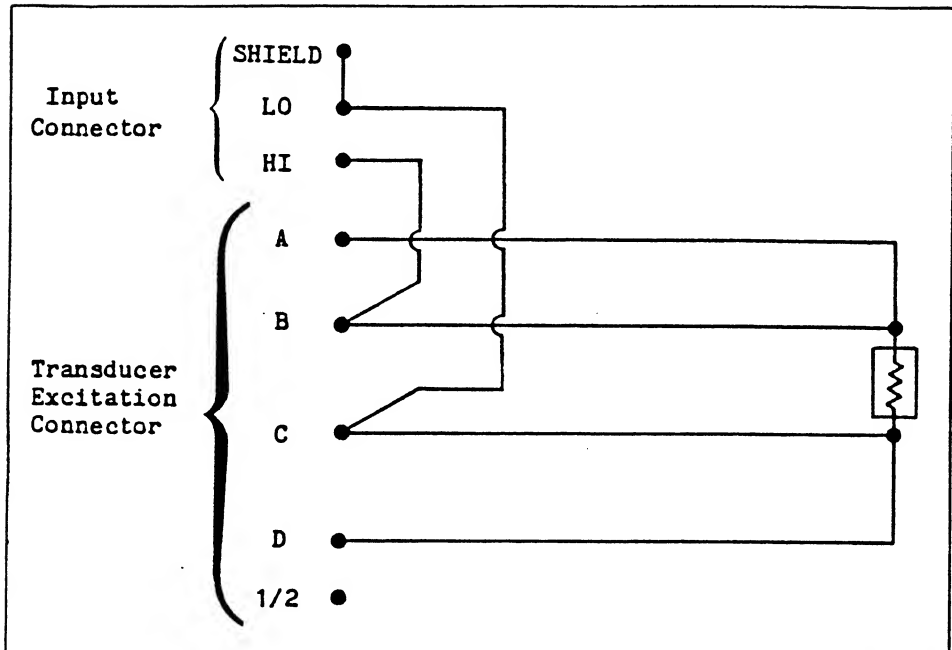 SHIELD
Input
Connector
LO
HI
A
B
Transducer
Excitation
Connector
C
D
1/2